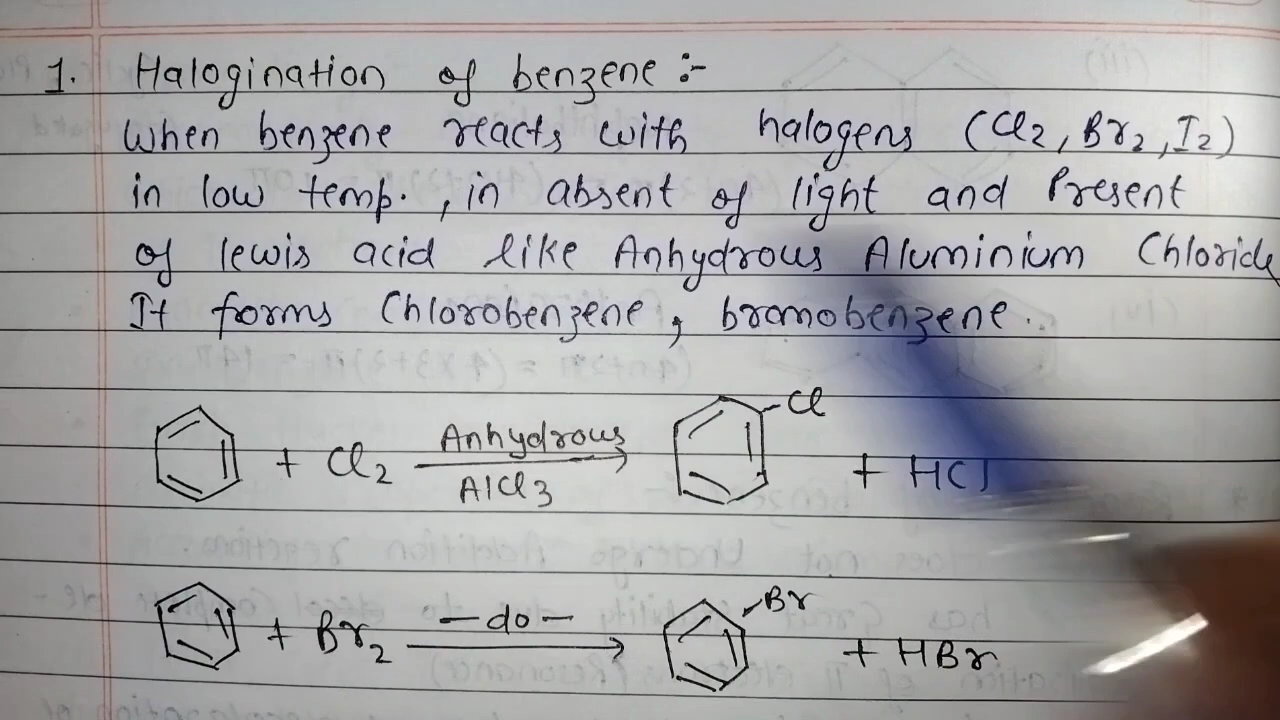 1. Halogination of benzene :-
When benzene reacts with halogens (Cl2, Br2, I2)
in low temp., in absent of light and Present
of lewis acid like Anhydrous Aluminium Chloride
It forms Chlorobenzene, bromobenzene.
+ Cl2 Anhydrous AlCl3 Cl + HCl
+ Br2 — do — Br + HBr